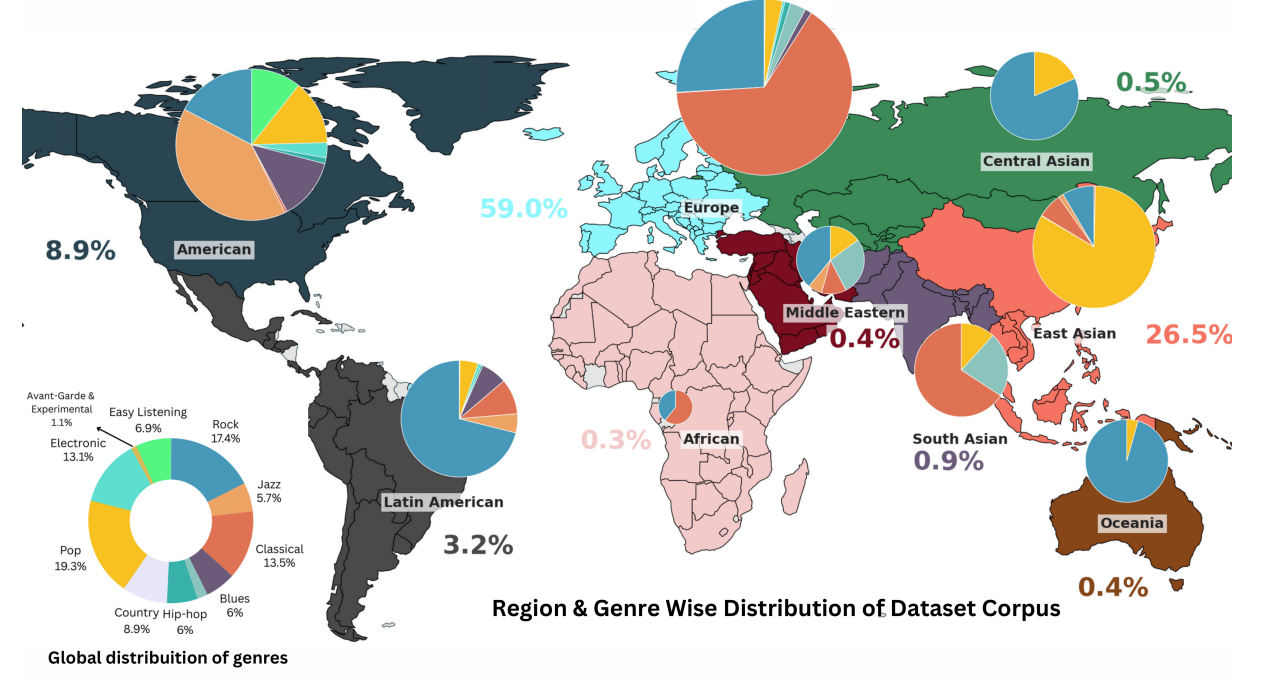 0.5%
Central Asian
59.0%
Europe
8.9%
American
Middle Eastern
0.4%
East Asian
26.5%
African
0.3%
South Asian
0.9%
Latin American
3.2%
Oceania
0.4%
Avant-Garde &
Experimental
1.1%
Easy Listening
6.9%
Rock
17.4%
Electronic
13.1%
Jazz
5.7%
Pop
19.3%
Classical
13.5%
Blues
6%
Country
8.9%
Hip-hop
6%
Region & Genre Wise Distribution of Dataset Corpus
Global distribuition of genres